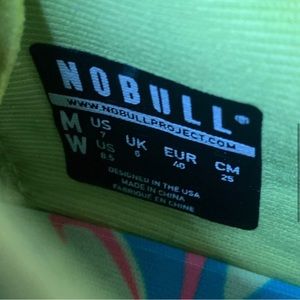 NOBULL
WWW.NOBULLPROJECT.COM
M US 7 UK 6 EUR 40 CM 25
W US 8.5
DESIGNED IN THE USA
MADE IN CHINA
FABRIQUE EN CHINE